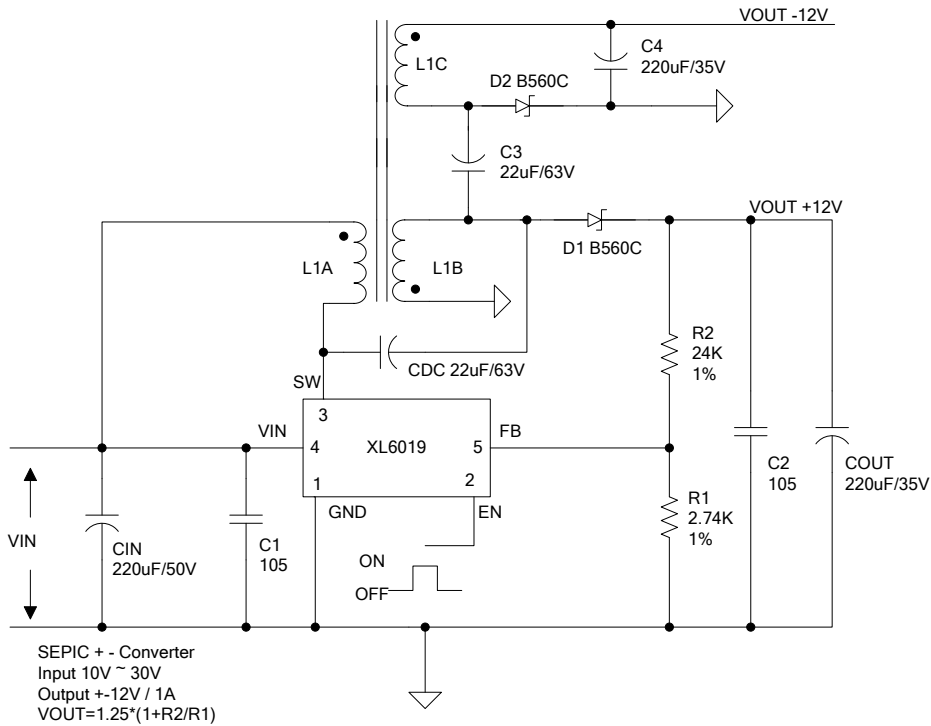 VOUT -12V
C4
220uF/35V
L1C
D2 B560C
C3
22uF/63V
VOUT +12V
D1 B560C
L1A
L1B
R2
24K
1%
CDC 22uF/63V
SW
3
VIN
4
XL6019
5
FB
1
2
GND
EN
C2
105
COUT
220uF/35V
R1
2.74K
1%
VIN
CIN
220uF/50V
C1
105
ON
OFF
SEPIC + - Converter
Input 10V ~ 30V
Output +-12V / 1A
VOUT=1.25*(1+R2/R1)